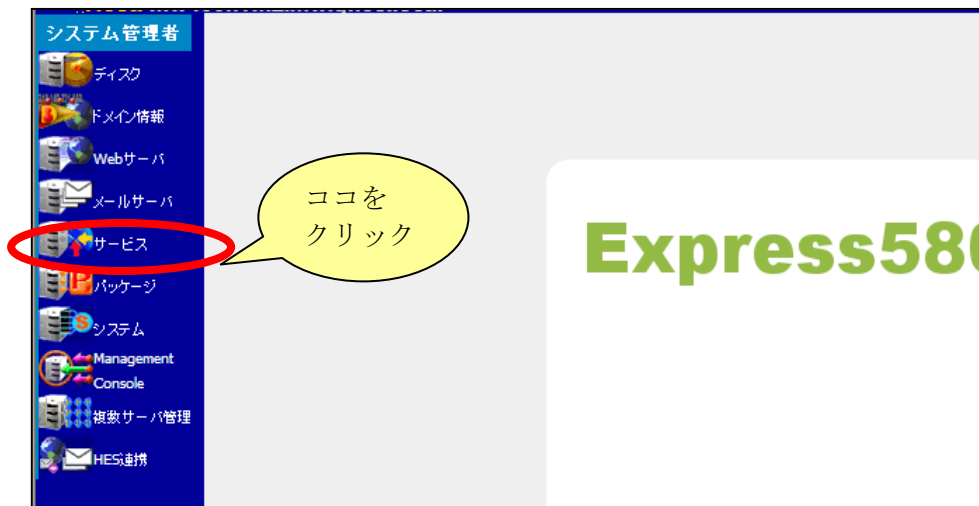 システム管理者
ディスク
ドメイン情報
Webサーバ
メールサーバ
サービス
パッケージ
システム
Management
Console
複数サーバ管理
HES連携
ココを
クリック
Express580